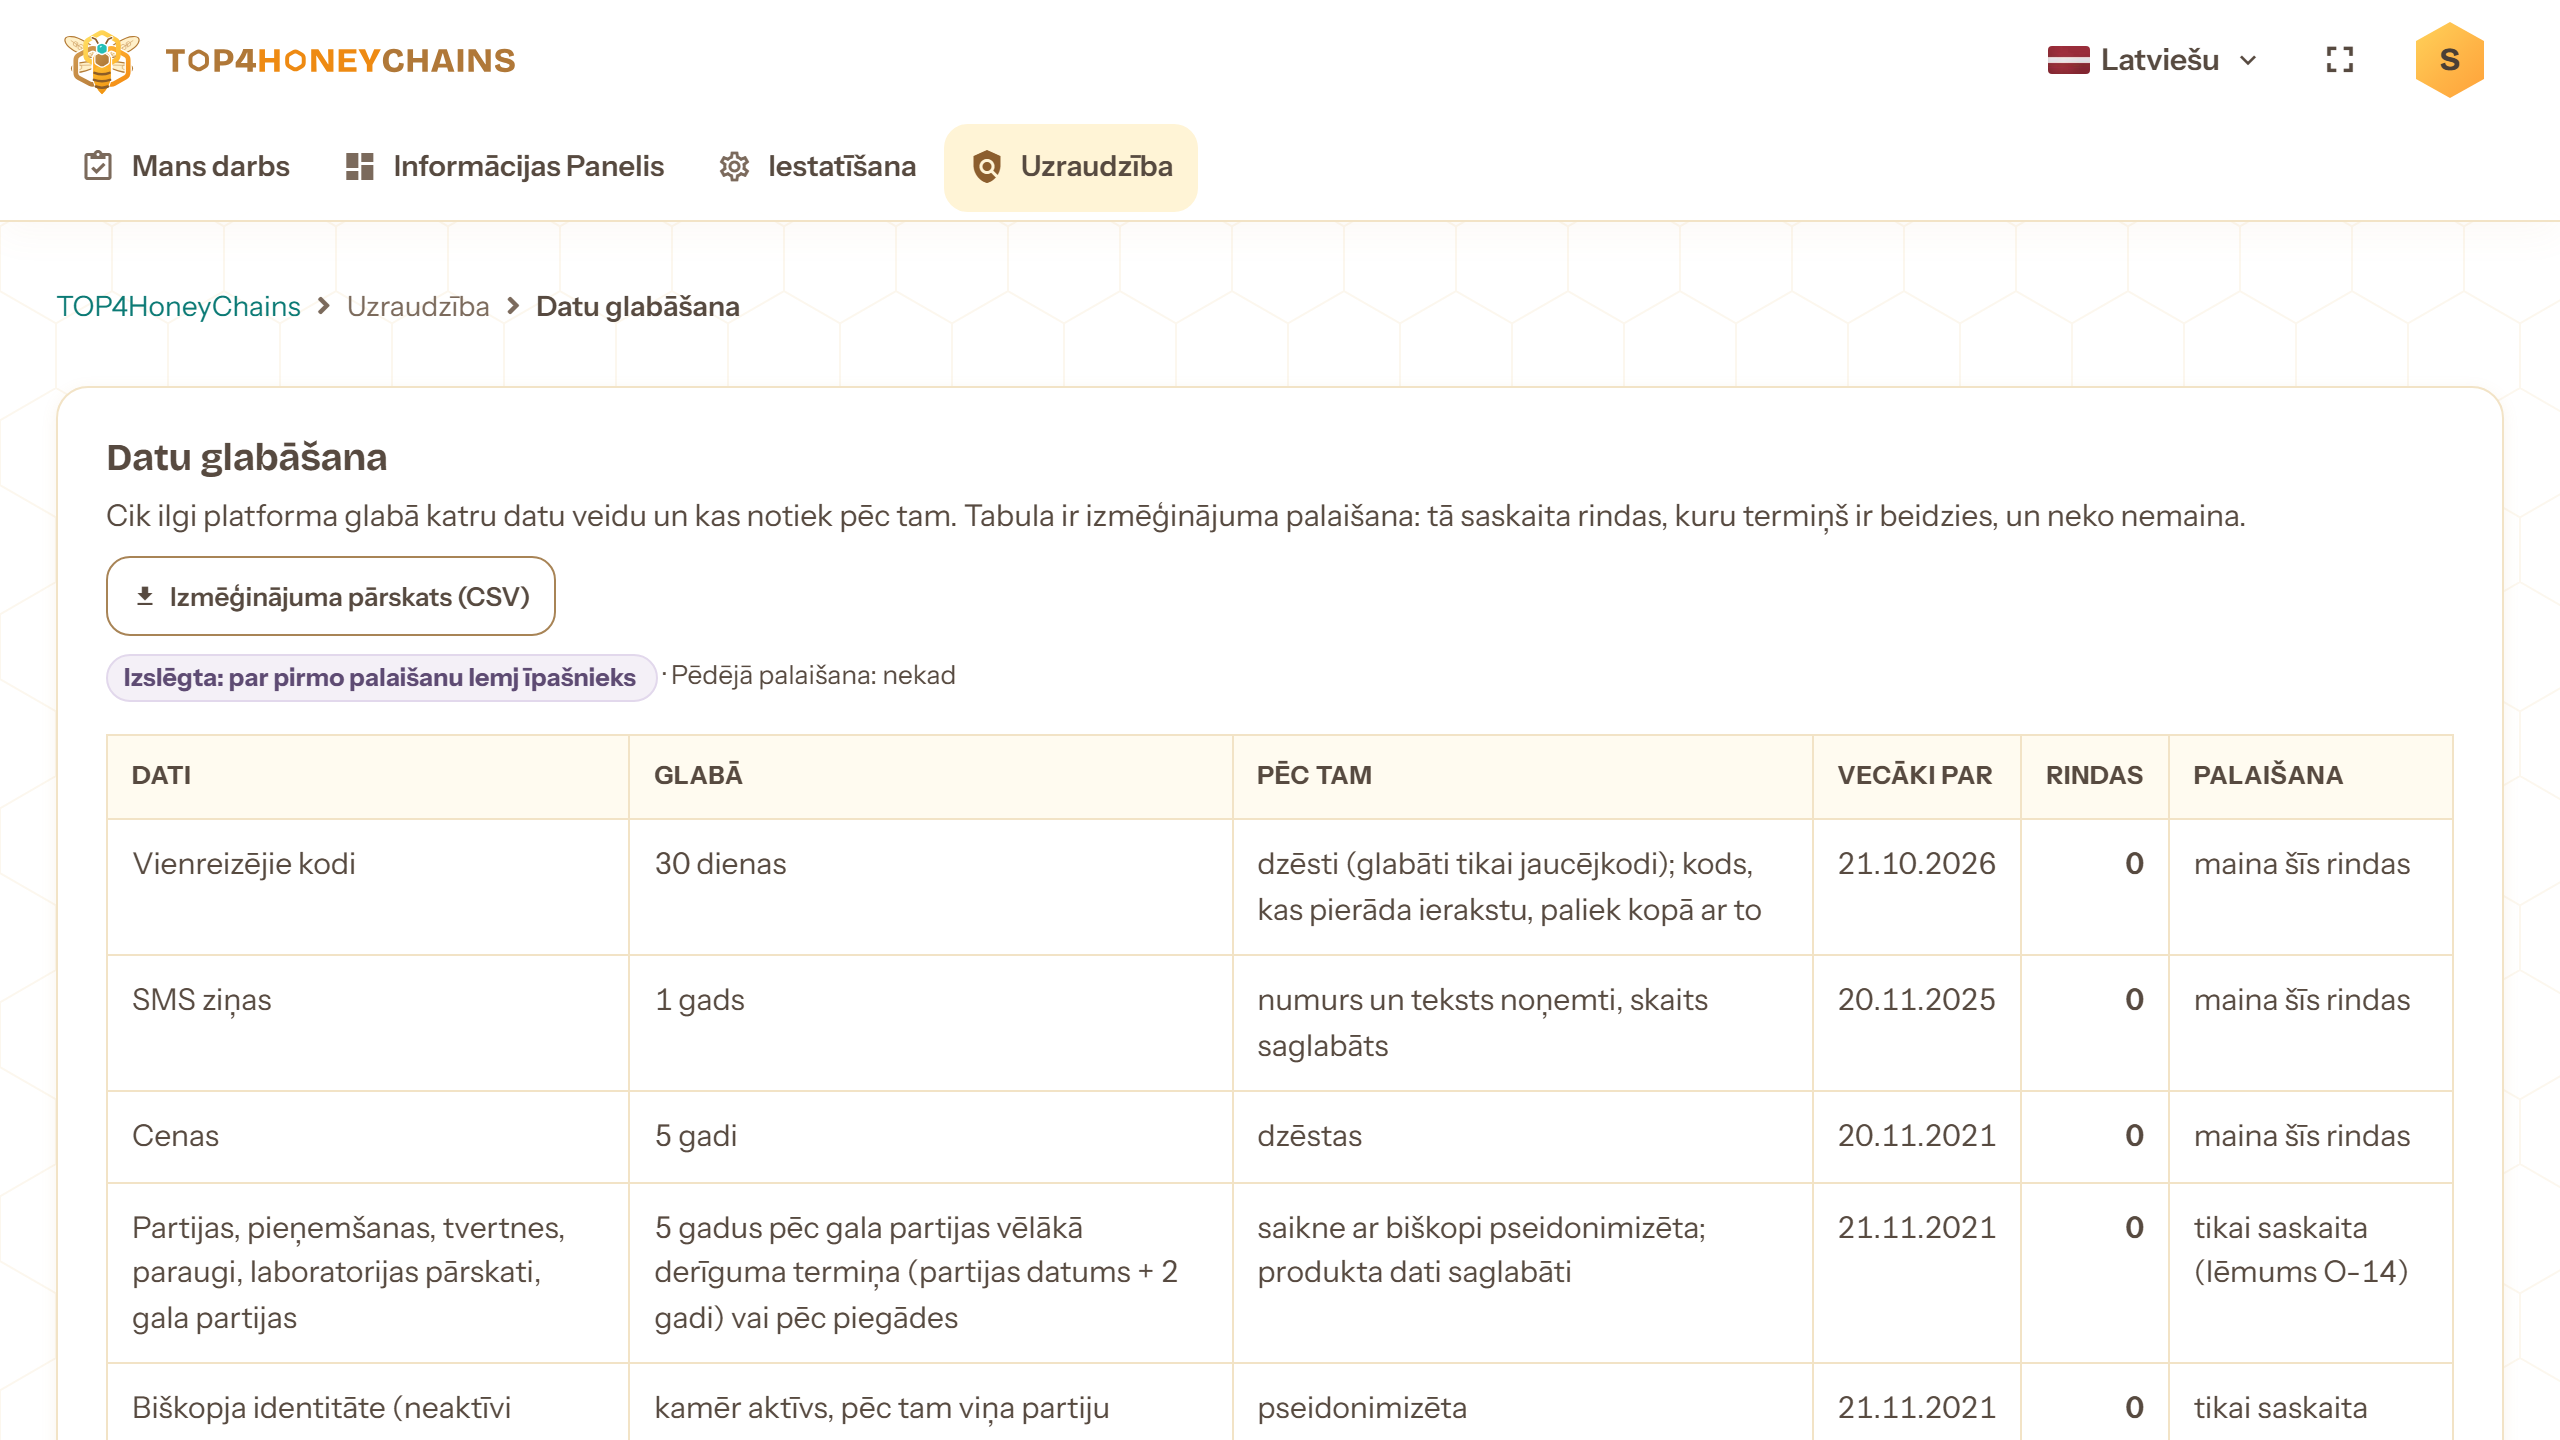 TOP4HONEYCHAINS
Latviešu
S
Mans darbs
Informācijas Panelis
Iestatīšana
Uzraudzība
TOP4HoneyChains > Uzraudzība > Datu glabāšana
Datu glabāšana
Cik ilgi platforma glabā katru datu veidu un kas notiek pēc tam. Tabula ir izmēģinājuma palaišana: tā saskaita rindas, kuru termiņš ir beidzies, un neko nemaina.
Izmēģinājuma pārskats (CSV)
Izslēgta: par pirmo palaišanu lemj īpašnieks · Pēdējā palaišana: nekad
DATI GLABĀ PĒC TAM VECĀKI PAR RINDAS PALAIŠANA
Vienreizējie kodi 30 dienas dzēsti (glabāti tikai jaucējkodi); kods, 21.10.2026 0 maina šīs rindas
kas pierāda ierakstu, paliek kopā ar to
SMS ziņas 1 gads numurs un teksts noņemti, skaits 20.11.2025 0 maina šīs rindas
saglabāts
Cenas 5 gadi dzēstas 20.11.2021 0 maina šīs rindas
Partijas, pieņemšanas, tvertnes, 5 gadus pēc gala partijas vēlākā saikne ar biškopi pseidonimizēta; 21.11.2021 0 tikai saskaita
paraugi, laboratorijas pārskati, derīguma termiņa (partijas datums + 2 produkta dati saglabāti (lēmums O-14)
gala partijas gadi) vai pēc piegādes
Biškopja identitāte (neaktīvi kamēr aktīvs, pēc tam viņa partiju pseidonimizēta 21.11.2021 0 tikai saskaita